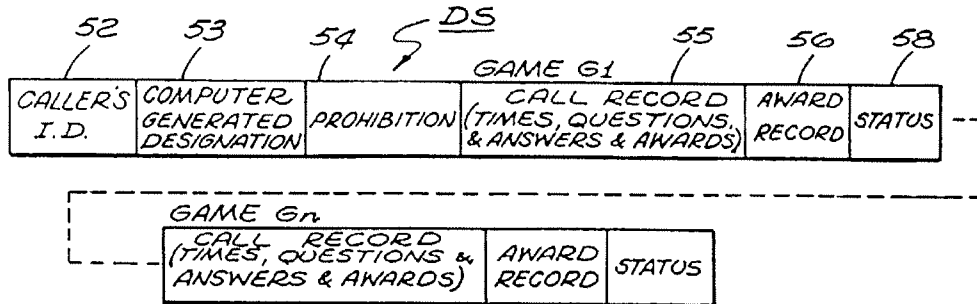 52 53 54 DS 55 56 58
GAME G1
CALLER'S I.D.
COMPUTER GENERATED DESIGNATION
PROHIBITION
CALL RECORD
(TIMES, QUESTIONS,
& ANSWERS & AWARDS)
AWARD
RECORD
STATUS
GAME Gn
CALL RECORD
(TIMES, QUESTIONS &
ANSWERS & AWARDS)
AWARD
RECORD
STATUS